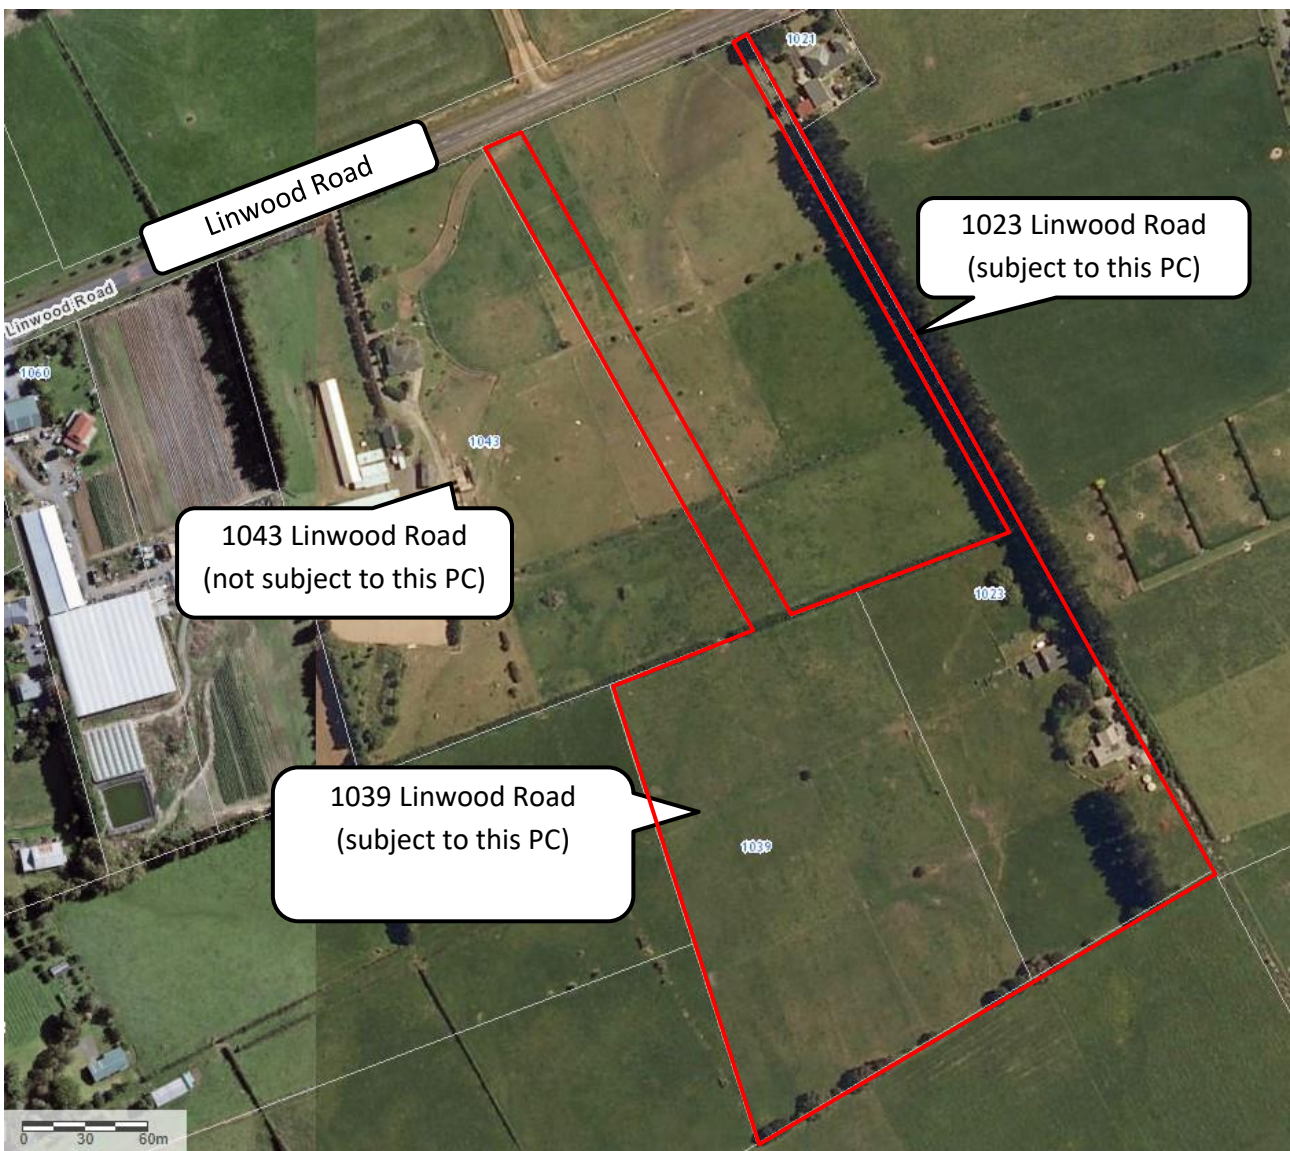 1021
Linwood Road
1023 Linwood Road
(subject to this PC)
Linwood Road
1060
1043
1043 Linwood Road
(not subject to this PC)
1023
1039 Linwood Road
(subject to this PC)
1039
0 30 60m